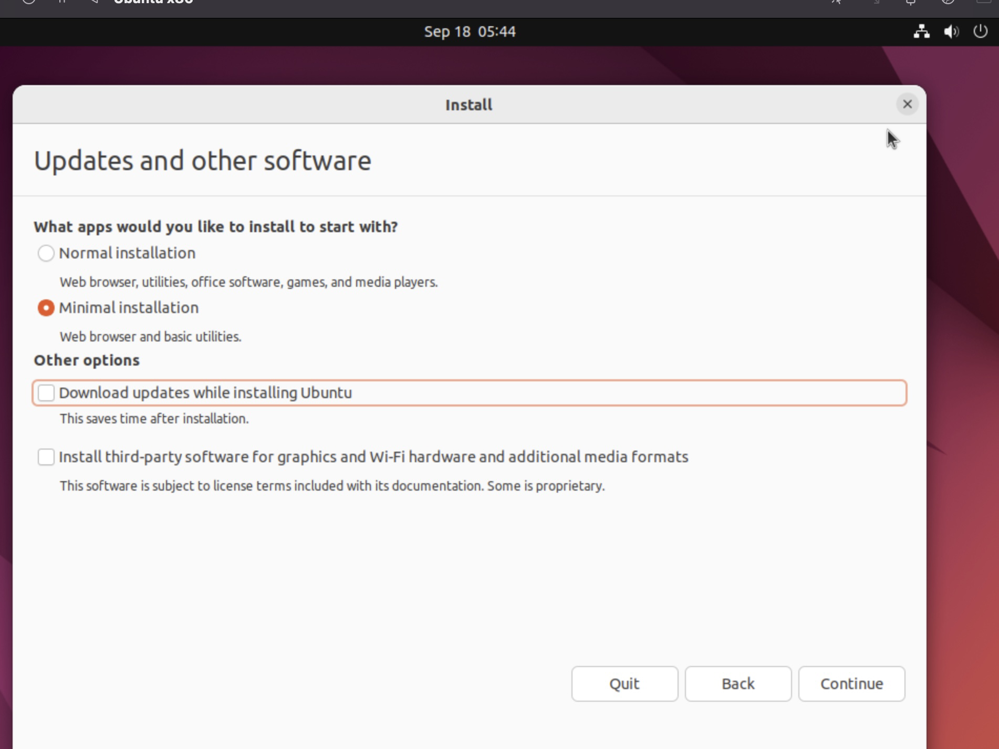 Sep 18 05:44
Install
Updates and other software
What apps would you like to install to start with?
Normal installation
Web browser, utilities, office software, games, and media players.
Minimal installation
Web browser and basic utilities.
Other options
Download updates while installing Ubuntu
This saves time after installation.
Install third-party software for graphics and Wi-Fi hardware and additional media formats
This software is subject to license terms included with its documentation. Some is proprietary.
Quit Back Continue